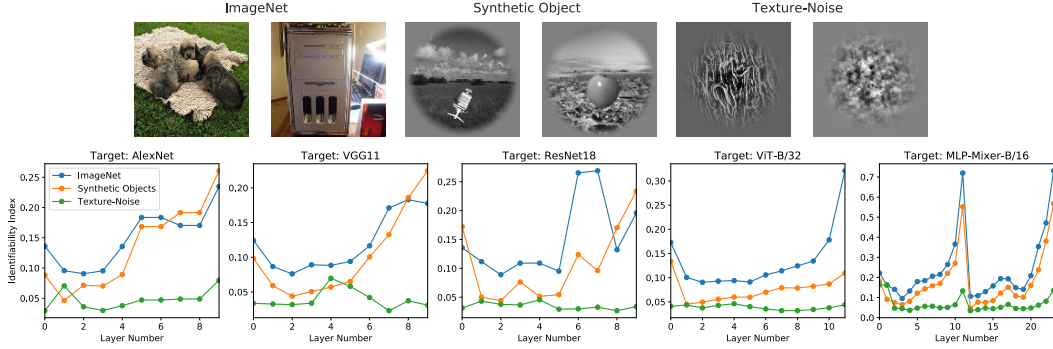 ImageNet
Synthetic Object
Texture-Noise
Target: AlexNet
Target: VGG11
Target: ResNet18
Target: ViT-B/32
Target: MLP-Mixer-B/16
Identifiability Index
0.25
0.20
0.15
0.10
0.05
ImageNet
Synthetic Objects
Texture-Noise
0 2 4 6 8
Layer Number
0.20
0.15
0.10
0.05
0 2 4 6 8
Layer Number
0.25
0.20
0.15
0.10
0.05
0 2 4 6 8
Layer Number
0.30
0.25
0.20
0.15
0.10
0.05
0 2 4 6 8 10
Layer Number
0.7
0.6
0.5
0.4
0.3
0.2
0.1
0.0
0 5 10 15 20
Layer Number